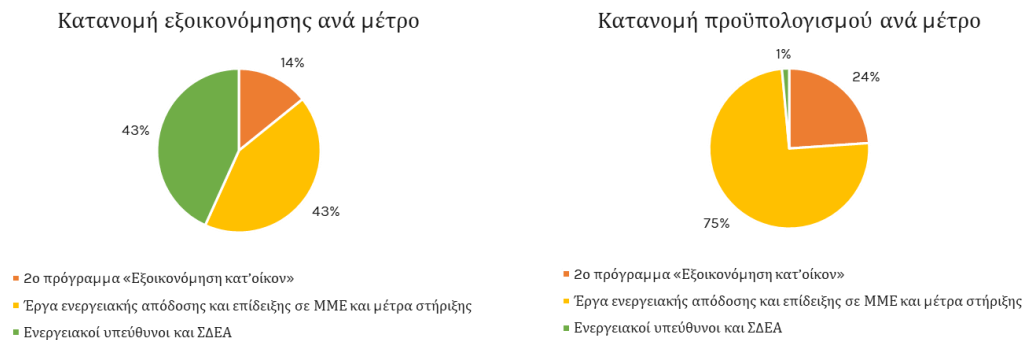 Κατανομή εξοικονόμησης ανά μέτρο
14%
43%
43%
2ο πρόγραμμα «Εξοικονόμηση κατ’οίκον»
Έργα ενεργειακής απόδοσης και επίδειξης σε ΜΜΕ και μέτρα στήριξης
Ενεργειακοί υπεύθυνοι και ΣΔΕΑ
Κατανομή προϋπολογισμού ανά μέτρο
1%
24%
75%
2ο πρόγραμμα «Εξοικονόμηση κατ’οίκον»
Έργα ενεργειακής απόδοσης και επίδειξης σε ΜΜΕ και μέτρα στήριξης
Ενεργειακοί υπεύθυνοι και ΣΔΕΑ